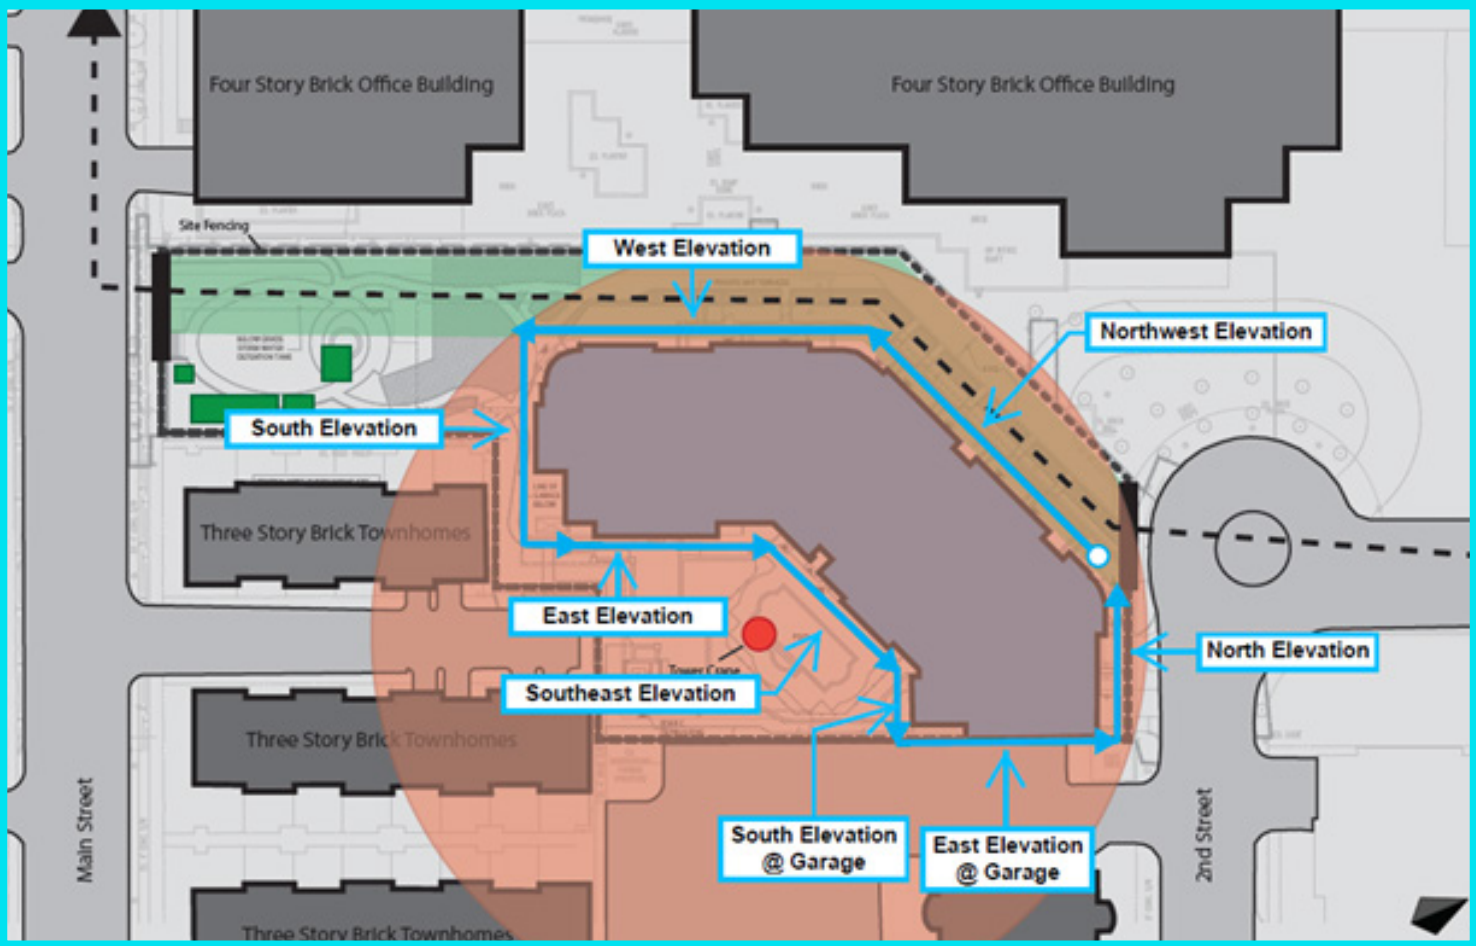 Four Story Brick Office Building
Four Story Brick Office Building
Site Fencing
West Elevation
Northwest Elevation
South Elevation
Three Story Brick Townhomes
East Elevation
Tower Crane
North Elevation
Southeast Elevation
Three Story Brick Townhomes
South Elevation
@ Garage
East Elevation
@ Garage
Main Street
2nd Street
Three Story Brick Townhomes